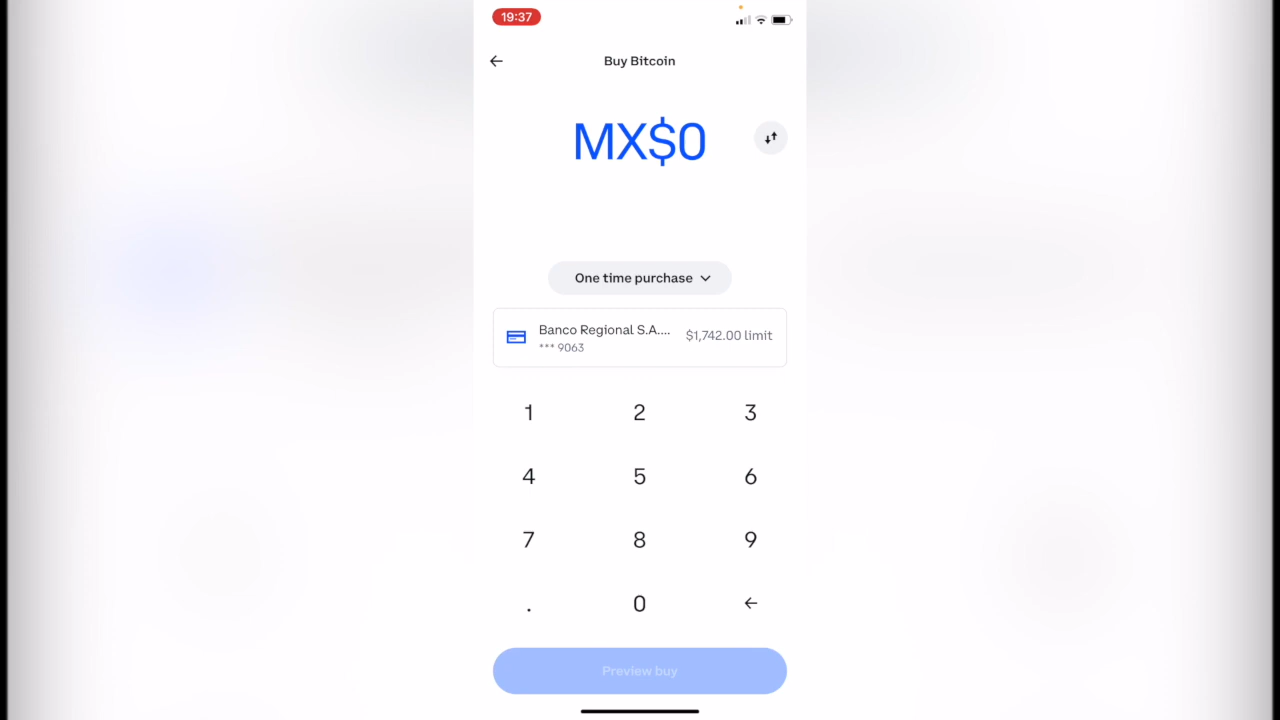 19:37
Buy Bitcoin
MX$0
One time purchase
Banco Regional S.A.... $1,742.00 limit
*** 9063
1 2 3
4 5 6
7 8 9
. 0
Preview buy